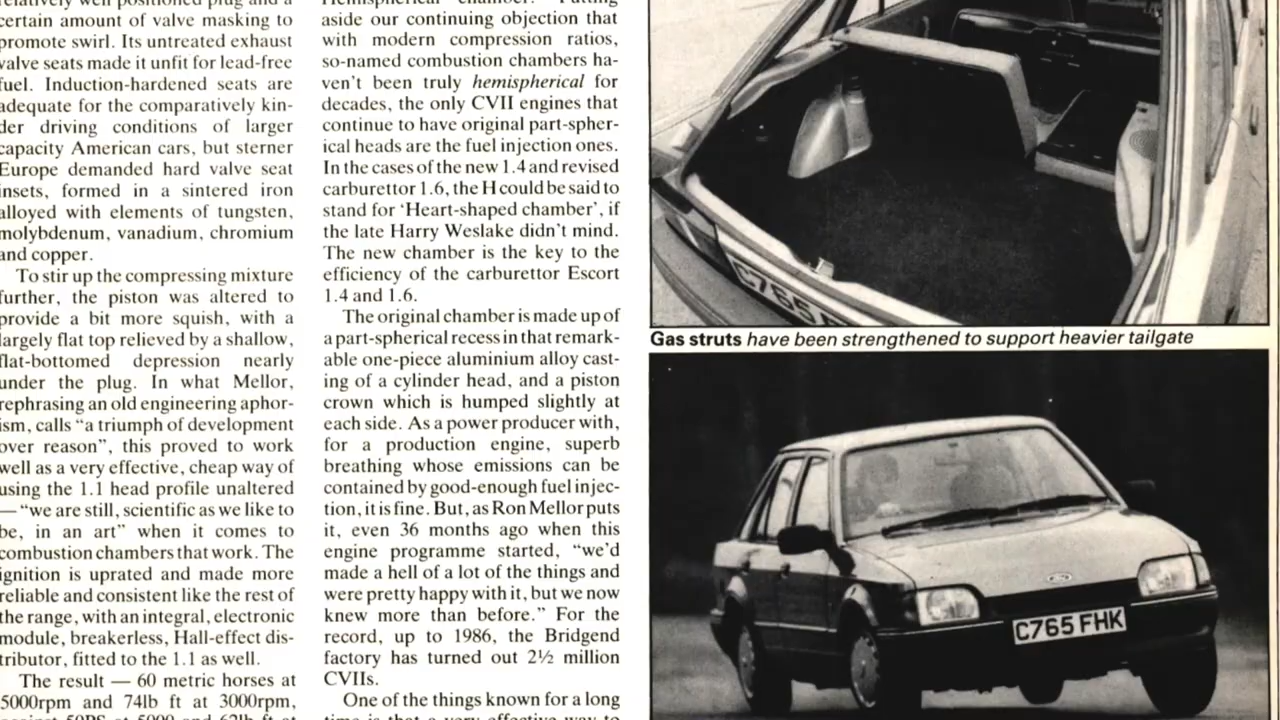 relatively well positioned plug and a
certain amount of valve masking to
promote swirl. Its untreated exhaust
valve seats made it unfit for lead-free
fuel. Induction-hardened seats are
adequate for the comparatively kin-
der driving conditions of larger
capacity American cars, but sterner
Europe demanded hard valve seat
insets, formed in a sintered iron
alloyed with elements of tungsten,
molybdenum, vanadium, chromium
and copper.
To stir up the compressing mixture
further, the piston was altered to
provide a bit more squish, with a
largely flat top relieved by a shallow,
flat-bottomed depression nearly
under the plug. In what Mellor,
rephrasing an old engineering aphor-
ism, calls "a triumph of development
over reason", this proved to work
well as a very effective, cheap way of
using the 1.1 head profile unaltered
— "we are still, scientific as we like to
be, in an art" when it comes to
combustion chambers that work. The
ignition is uprated and made more
reliable and consistent like the rest of
the range, with an integral, electronic
module, breakerless, Hall-effect dis-
tributor, fitted to the 1.1 as well.
The result — 60 metric horses at
5000rpm and 74lb ft at 3000rpm,
against 50PS at 5000 and 62lb ft at
Hemispherical chamber." Putting
aside our continuing objection that
with modern compression ratios,
so-named combustion chambers ha-
ven't been truly hemispherical for
decades, the only CVII engines that
continue to have original part-spher-
ical heads are the fuel injection ones.
In the cases of the new 1.4 and revised
carburettor 1.6, the H could be said to
stand for 'Heart-shaped chamber', if
the late Harry Weslake didn't mind.
The new chamber is the key to the
efficiency of the carburettor Escort
1.4 and 1.6.
The original chamber is made up of
a part-spherical recess in that remark-
able one-piece aluminium alloy cast-
ing of a cylinder head, and a piston
crown which is humped slightly at
each side. As a power producer with,
for a production engine, superb
breathing whose emissions can be
contained by good-enough fuel injec-
tion, it is fine. But, as Ron Mellor puts
it, even 36 months ago when this
engine programme started, "we'd
made a hell of a lot of the things and
were pretty happy with it, but we now
knew more than before." For the
record, up to 1986, the Bridgend
factory has turned out 2½ million
CVIIs.
One of the things known for a long
time is that a very effective way to
C765 F
Gas struts have been strengthened to support heavier tailgate
C765 FHK